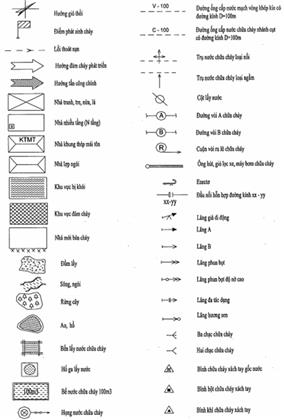 Hướng gió thổi
Điểm phát sinh cháy
Lối thoát nạn
Hướng đám cháy phát triển
Hướng tấn công chính
Nhà tranh, tre, nứa, lá
Nhà nhiều tầng (N tầng)
KTMT
Nhà khung thép mái tôn
Nhà lợp ngói
Khu vực bị khói
Khu vực đám cháy
Nhà mới bén cháy
Đầm lầy
Sông, ngòi
Rừng cây
Ao, hồ
Bến lấy nước chữa cháy
Hố ga lấy nước
100m3
Bể nước chữa cháy 100m3
Họng nước chữa cháy
V - 100
Đường ống cấp nước mạch vòng khép kín có
đường kính D=100m
C - 100
Đường ống cấp nước chữa cháy nhánh cụt
có đường kính D=100m
Trụ nước chữa cháy loại nổi
Trụ nước chữa cháy loại ngầm
Cột lấy nước
A
Đường vòi A chữa cháy
B
Đường vòi B chữa cháy
R
Cuộn vòi ru lô chữa cháy
Ống hút, giỏ lọc xe, máy bơm chữa cháy
Ezectơ
xx-yy
Đầu nối hỗn hợp đường kính xx - yy
Lăng giá di động
Lăng A
Lăng B
Lăng phun bọt
Lăng phun bọt độ nở cao
Lăng đa tác dụng
Lăng hương sen
Ba chạc chữa cháy
Hai chạc chữa cháy
Bình chữa cháy xách tay gốc nước
Bình bột chữa cháy xách tay
Bình khí chữa cháy xách tay